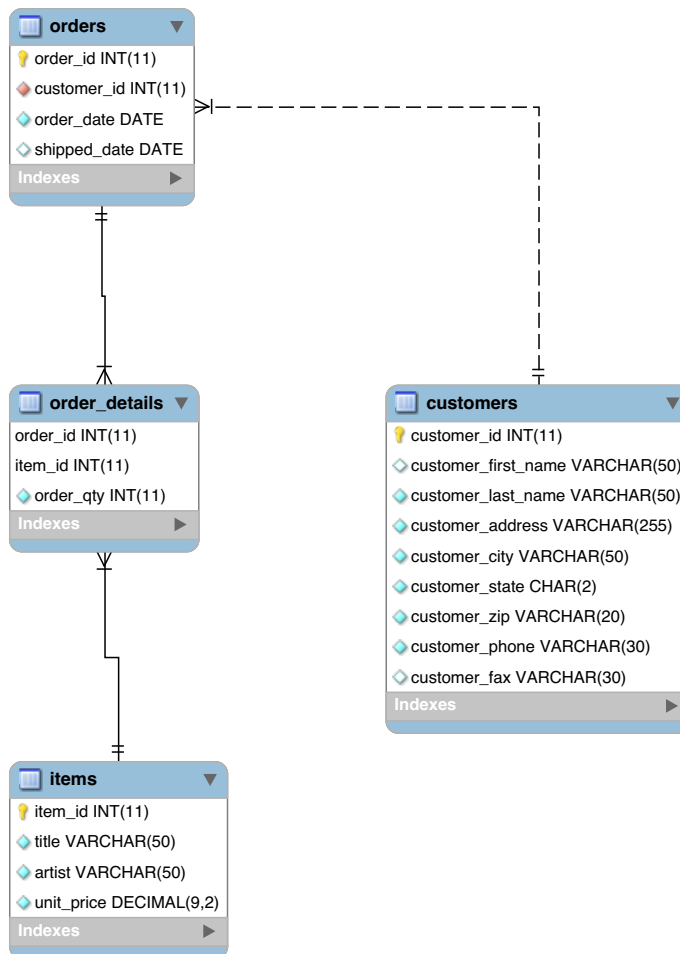 orders
order_id INT(11)
customer_id INT(11)
order_date DATE
shipped_date DATE
Indexes
order_details
order_id INT(11)
item_id INT(11)
order_qty INT(11)
Indexes
customers
customer_id INT(11)
customer_first_name VARCHAR(50)
customer_last_name VARCHAR(50)
customer_address VARCHAR(255)
customer_city VARCHAR(50)
customer_state CHAR(2)
customer_zip VARCHAR(20)
customer_phone VARCHAR(30)
customer_fax VARCHAR(30)
Indexes
items
item_id INT(11)
title VARCHAR(50)
artist VARCHAR(50)
unit_price DECIMAL(9,2)
Indexes